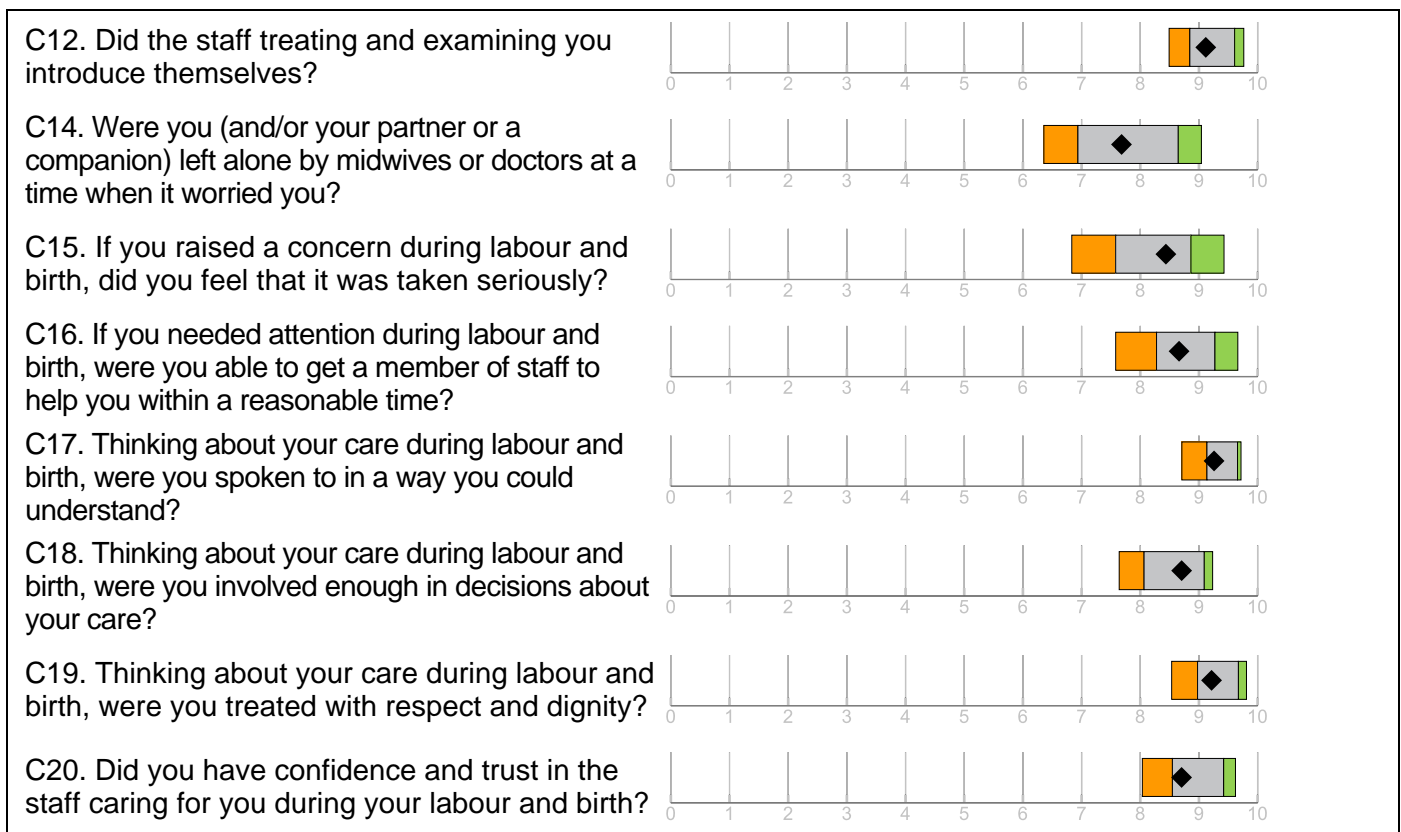 C12. Did the staff treating and examining you
introduce themselves?
0 1 2 3 4 5 6 7 8 9 10
C14. Were you (and/or your partner or a
companion) left alone by midwives or doctors at a
time when it worried you?
0 1 2 3 4 5 6 7 8 9 10
C15. If you raised a concern during labour and
birth, did you feel that it was taken seriously?
0 1 2 3 4 5 6 7 8 9 10
C16. If you needed attention during labour and
birth, were you able to get a member of staff to
help you within a reasonable time?
0 1 2 3 4 5 6 7 8 9 10
C17. Thinking about your care during labour and
birth, were you spoken to in a way you could
understand?
0 1 2 3 4 5 6 7 8 9 10
C18. Thinking about your care during labour and
birth, were you involved enough in decisions about
your care?
0 1 2 3 4 5 6 7 8 9 10
C19. Thinking about your care during labour and
birth, were you treated with respect and dignity?
0 1 2 3 4 5 6 7 8 9 10
C20. Did you have confidence and trust in the
staff caring for you during your labour and birth?
0 1 2 3 4 5 6 7 8 9 10